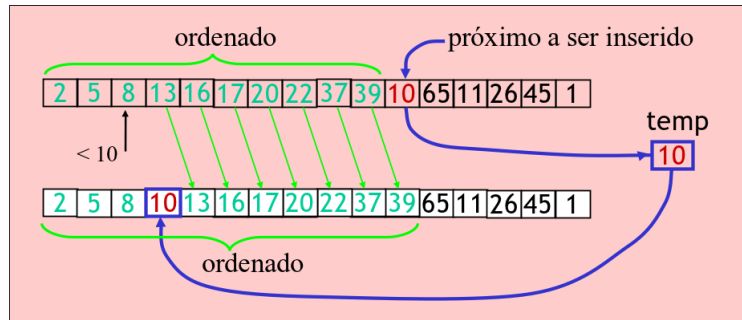 ordenado
próximo a ser inserido
2 5 8 13 16 17 20 22 37 39 10 65 11 26 45 1
temp
< 10
10
2 5 8 10 13 16 17 20 22 37 39 65 11 26 45 1
ordenado